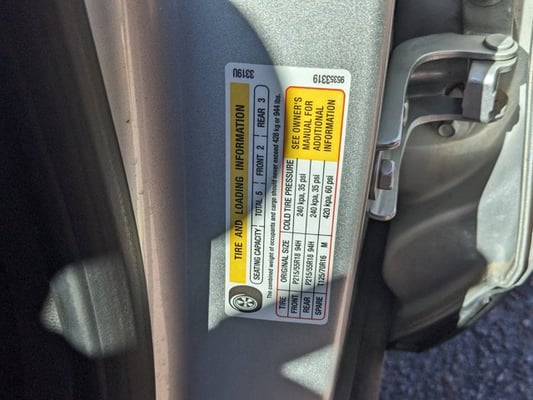 3319U 96353319
TIRE AND LOADING INFORMATION
SEATING CAPACITY TOTAL 5 FRONT 2 REAR 3
The combined weight of occupants and cargo should never exceed 428 kg or 944 lbs.
TIRE ORIGINAL SIZE COLD TIRE PRESSURE
FRONT P215/55R18 94H 240 kpa, 35 psi
REAR P215/55R18 94H 240 kpa, 35 psi
SPARE T125/70R16 M 420 kpa, 60 psi
SEE OWNER'S
MANUAL FOR
ADDITIONAL
INFORMATION